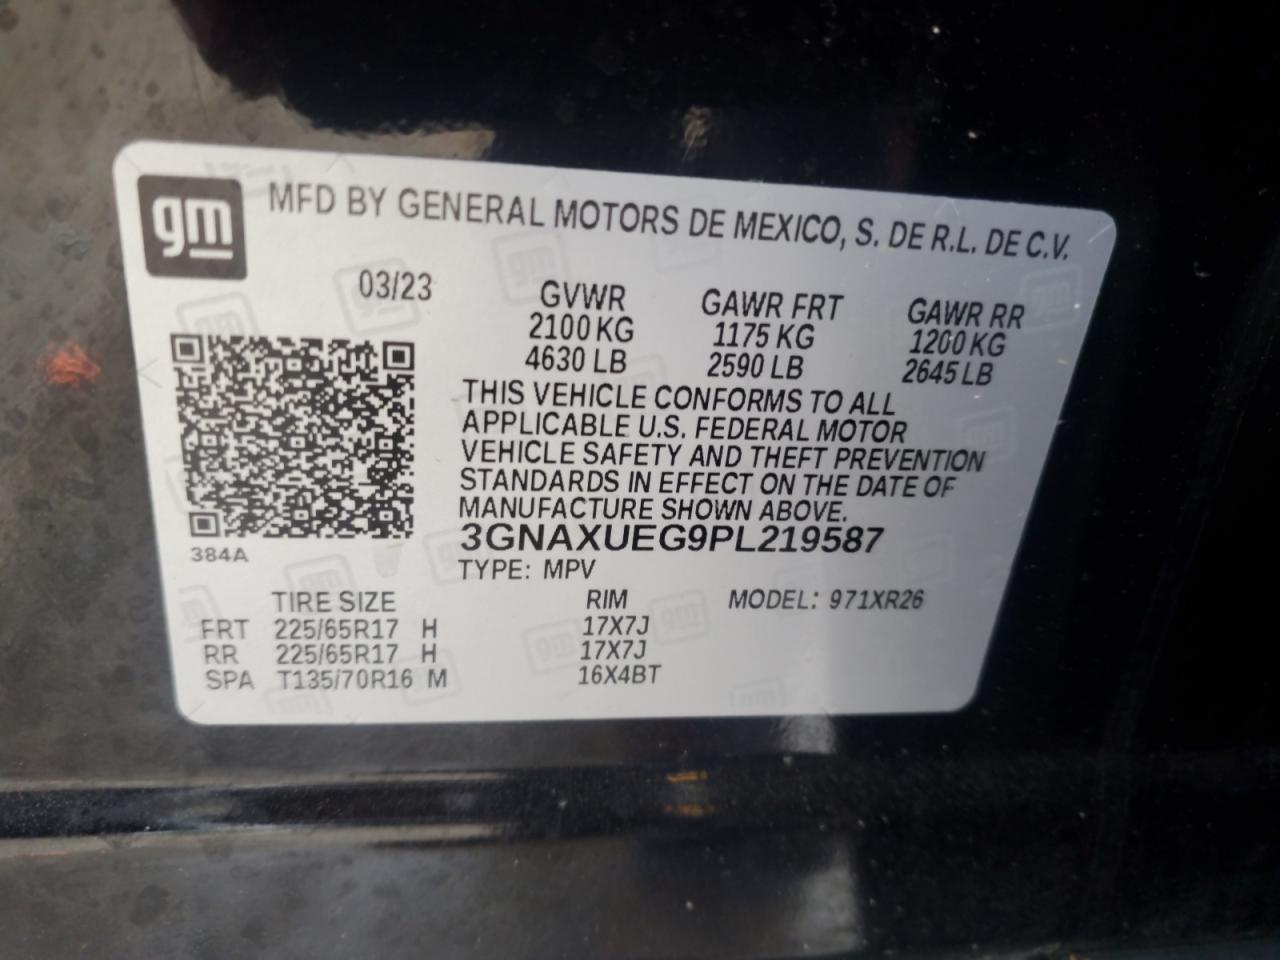 gm
MFD BY GENERAL MOTORS DE MEXICO, S. DE R.L. DE C.V.
03/23
GVWR GAWR FRT GAWR RR
2100 KG 1175 KG 1200 KG
4630 LB 2590 LB 2645 LB
THIS VEHICLE CONFORMS TO ALL
APPLICABLE U.S. FEDERAL MOTOR
VEHICLE SAFETY AND THEFT PREVENTION
STANDARDS IN EFFECT ON THE DATE OF
MANUFACTURE SHOWN ABOVE.
3GNAXUEG9PL219587
384A
TYPE: MPV
TIRE SIZE RIM MODEL: 971XR26
FRT 225/65R17 H 17X7J
RR 225/65R17 H 17X7J
SPA T135/70R16 M 16X4BT